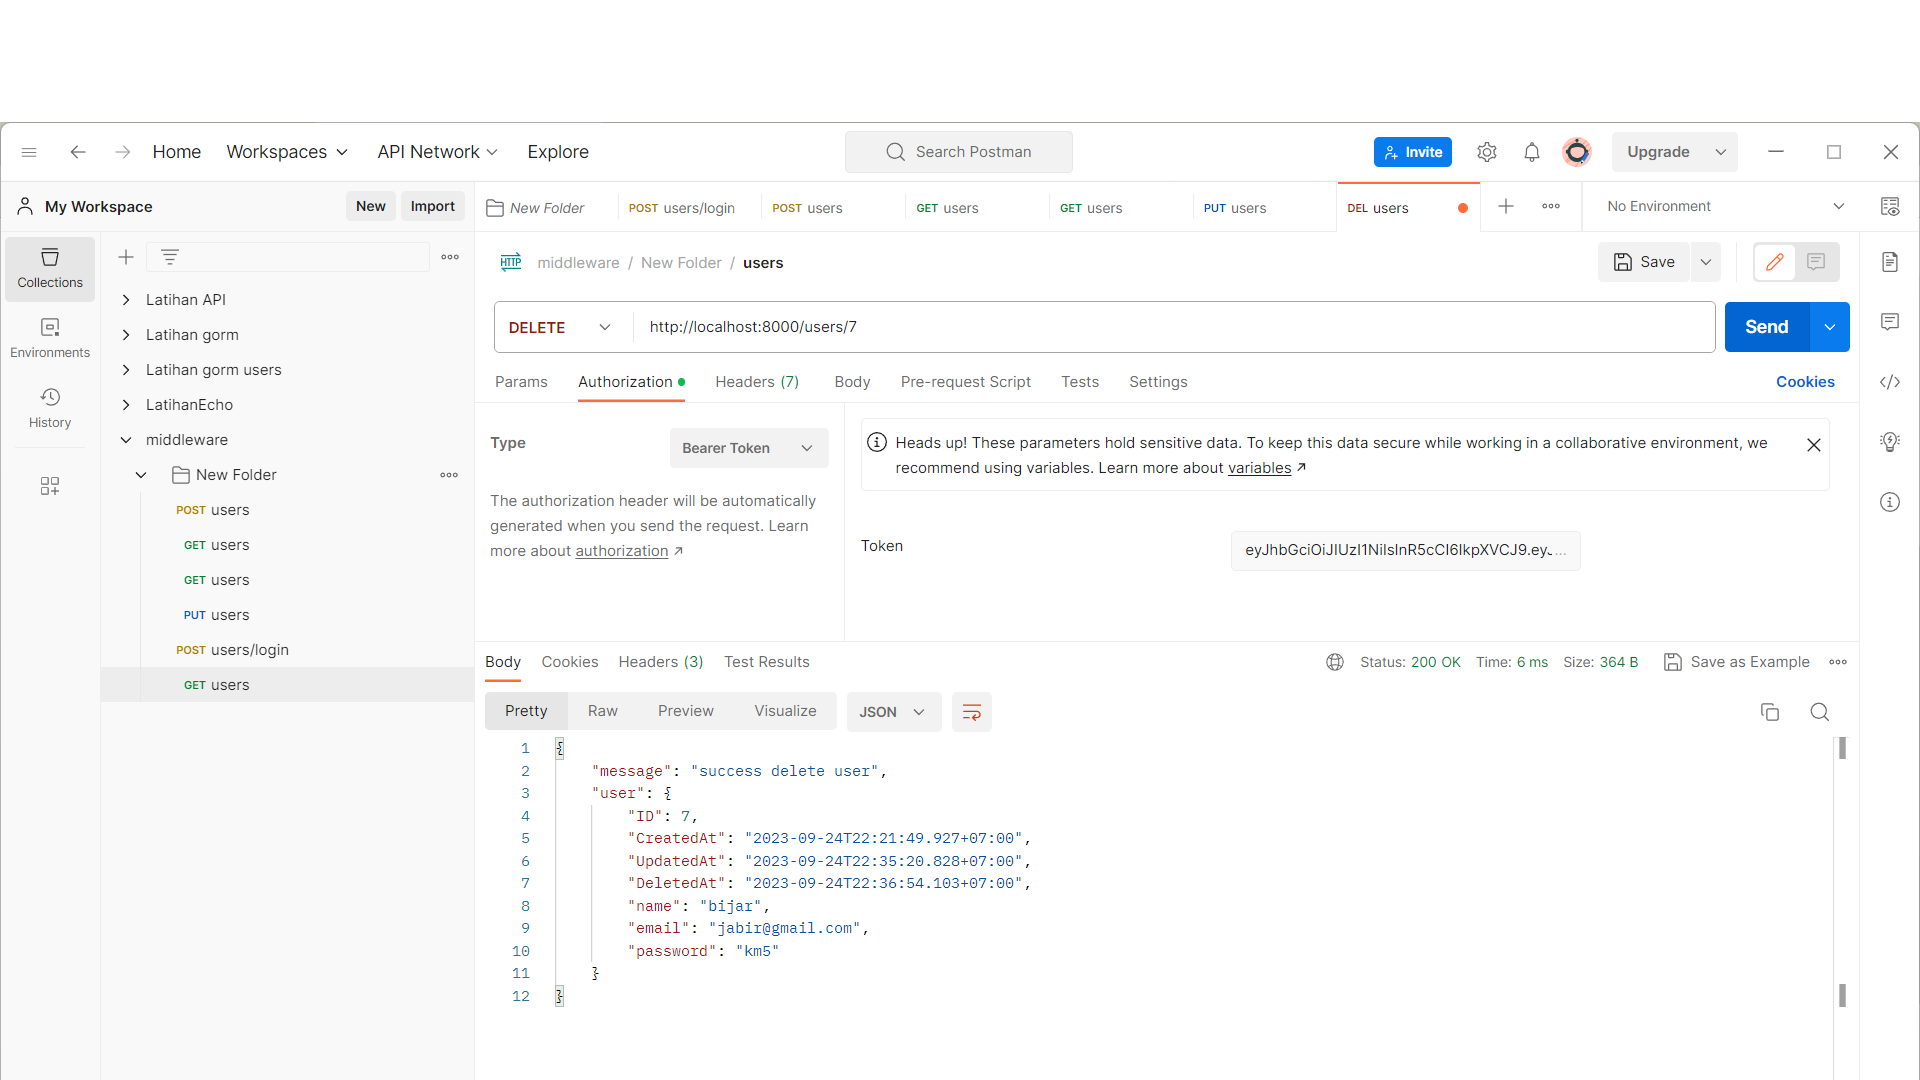 Home Workspaces API Network Explore Search Postman Invite Upgrade
My Workspace New Import New Folder POST users/login POST users GET users GET users PUT users DEL users No Environment
Collections
Environments
History
Latihan API
Latihan gorm
Latihan gorm users
LatihanEcho
middleware
New Folder
POST users
GET users
GET users
PUT users
POST users/login
GET users
HTTP middleware / New Folder / users Save
DELETE http://localhost:8000/users/7 Send
Params Authorization Headers (7) Body Pre-request Script Tests Settings Cookies
Type Bearer Token
The authorization header will be automatically
generated when you send the request. Learn
more about authorization ↗
Heads up! These parameters hold sensitive data. To keep this data secure while working in a collaborative environment, we
recommend using variables. Learn more about variables ↗
Token eyJhbGciOiJIUzI1NiIsInR5cCI6IkpXVCJ9.eyJ...
Body Cookies Headers (3) Test Results Status: 200 OK Time: 6 ms Size: 364 B Save as Example
Pretty Raw Preview Visualize JSON
1 {
2 "message": "success delete user",
3 "user": {
4 "ID": 7,
5 "CreatedAt": "2023-09-24T22:21:49.927+07:00",
6 "UpdatedAt": "2023-09-24T22:35:20.828+07:00",
7 "DeletedAt": "2023-09-24T22:36:54.103+07:00",
8 "name": "bijar",
9 "email": "jabir@gmail.com",
10 "password": "km5"
11 }
12 }